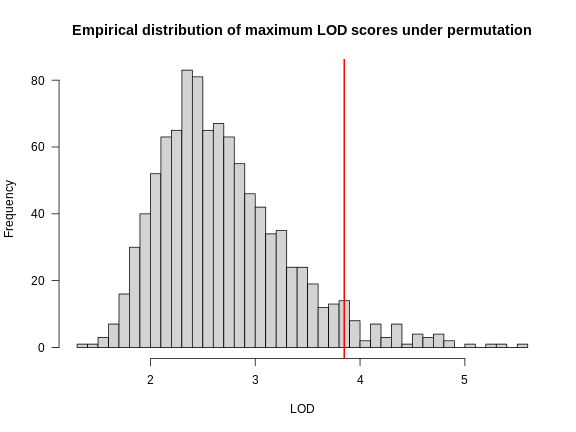 Empirical distribution of maximum LOD scores under permutation
Frequency
80
60
40
20
0
2 3 4 5
LOD